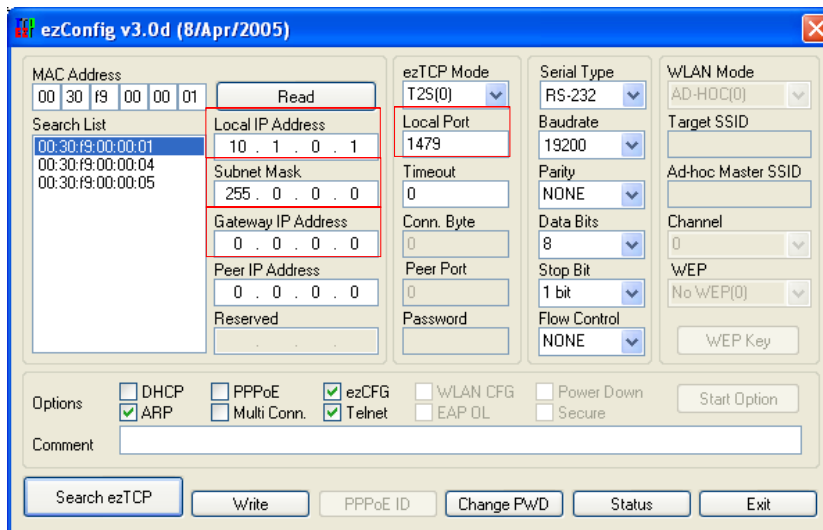 ezConfig v3.0d (8/Apr/2005)
MAC Address
00 30 f9 00 00 01
Read
Search List
00:30:f9:00:00:01
00:30:f9:00:00:04
00:30:f9:00:00:05
Local IP Address
10 . 1 . 0 . 1
Subnet Mask
255 . 0 . 0 . 0
Gateway IP Address
0 . 0 . 0 . 0
Peer IP Address
0 . 0 . 0 . 0
Reserved
. . .
ezTCP Mode
T2S(0)
Local Port
1479
Timeout
0
Conn. Byte
0
Peer Port
0
Password
Serial Type
RS-232
Baudrate
19200
Parity
NONE
Data Bits
8
Stop Bit
1 bit
Flow Control
NONE
WLAN Mode
AD-HOC(0)
Target SSID
Ad-hoc Master SSID
Channel
0
WEP
No WEP(0)
WEP Key
Options
DHCP PPPoE ezCFG WLAN CFG Power Down
ARP Multi Conn. Telnet EAP OL Secure
Start Option
Comment
Search ezTCP Write PPPoE ID Change PWD Status Exit